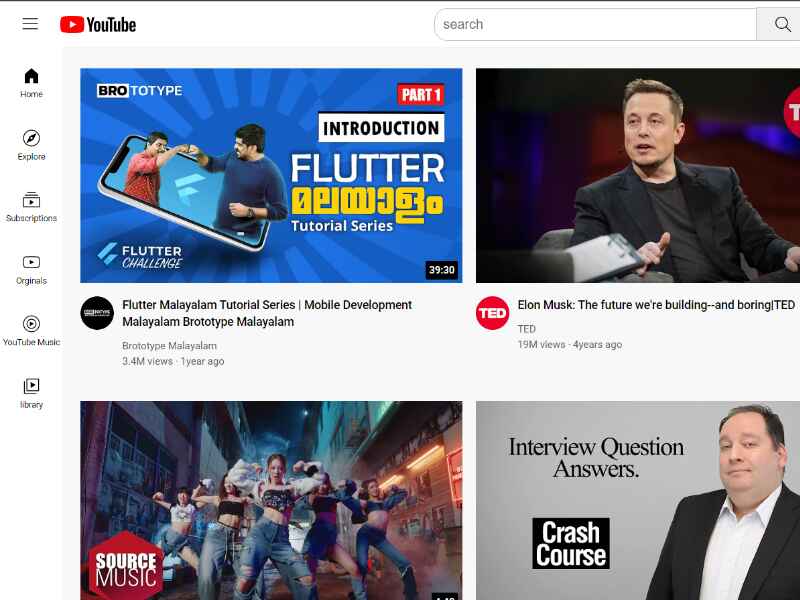 YouTube
search
Home
Explore
Subscriptions
Orginals
YouTube Music
library
BROTOTYPE
PART 1
INTRODUCTION
FLUTTER
മലയാളം
Tutorial Series
FLUTTER
CHALLENGE
39:30
Flutter Malayalam Tutorial Series | Mobile Development
Malayalam Brototype Malayalam
Brototype Malayalam
3.4M views · 1year ago
TED
Elon Musk: The future we're building--and boring|TED
TED
19M views · 4years ago
SOURCE
MUSIC
Interview Question
Answers.
Crash
Course